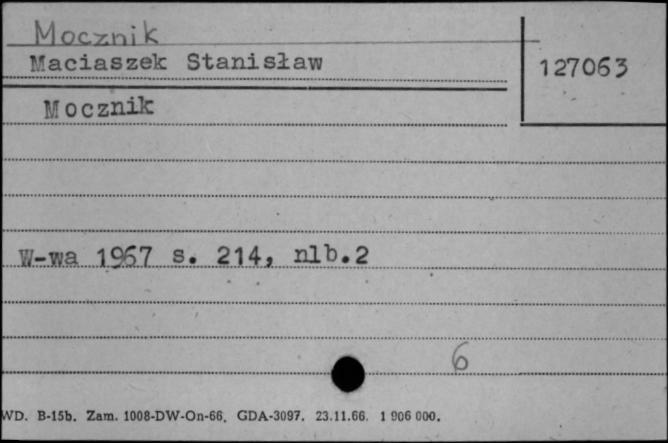 Mocznik
Maciaszek Stanisław
127063
Mocznik
W-wa 1967 s. 214, nlb.2
6
WD. B-15b. Zam. 1008-DW-On-66. GDA-3097. 23.11.66. 1 906 000.